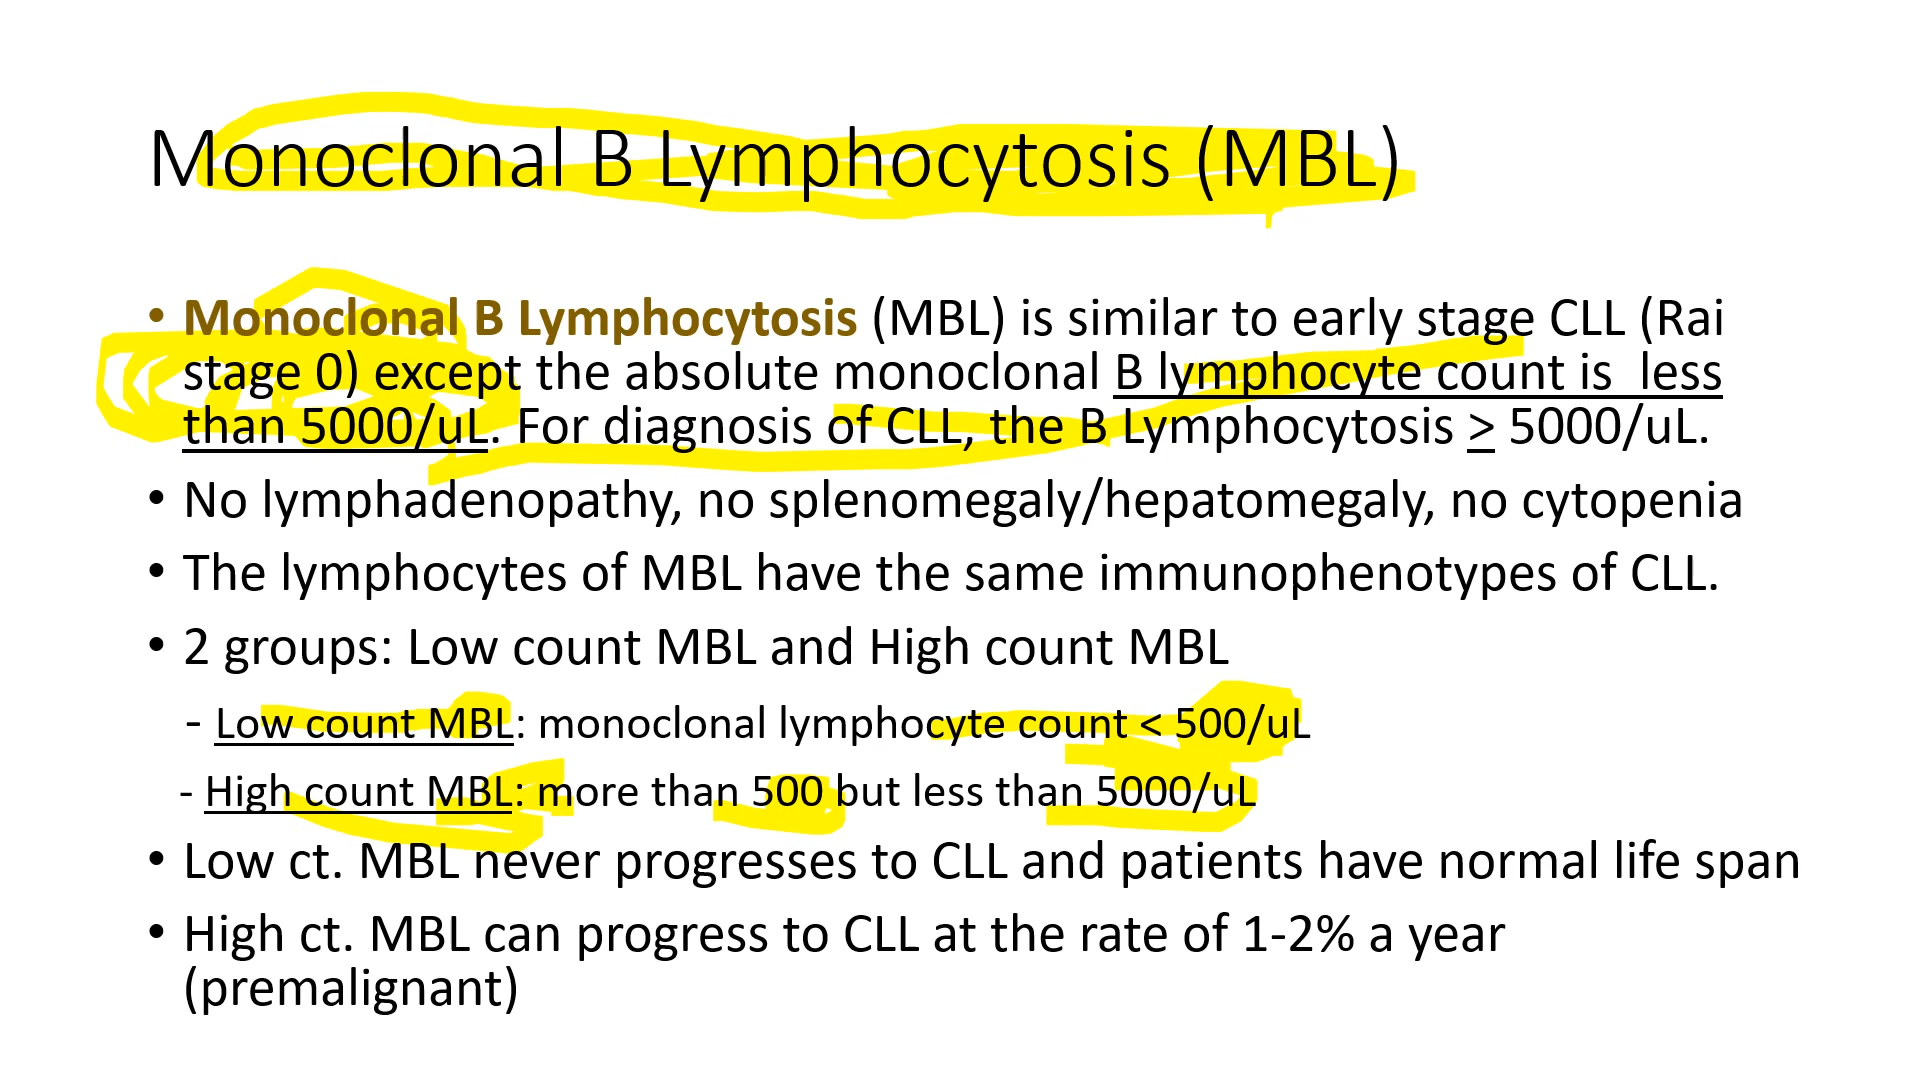 Monoclonal B Lymphocytosis (MBL)
• Monoclonal B Lymphocytosis (MBL) is similar to early stage CLL (Rai
stage 0) except the absolute monoclonal B lymphocyte count is  less
than 5000/uL. For diagnosis of CLL, the B Lymphocytosis > 5000/uL.
• No lymphadenopathy, no splenomegaly/hepatomegaly, no cytopenia
• The lymphocytes of MBL have the same immunophenotypes of CLL.
• 2 groups: Low count MBL and High count MBL
- Low count MBL: monoclonal lymphocyte count < 500/uL
- High count MBL: more than 500 but less than 5000/uL
• Low ct. MBL never progresses to CLL and patients have normal life span
• High ct. MBL can progress to CLL at the rate of 1-2% a year
(premalignant)